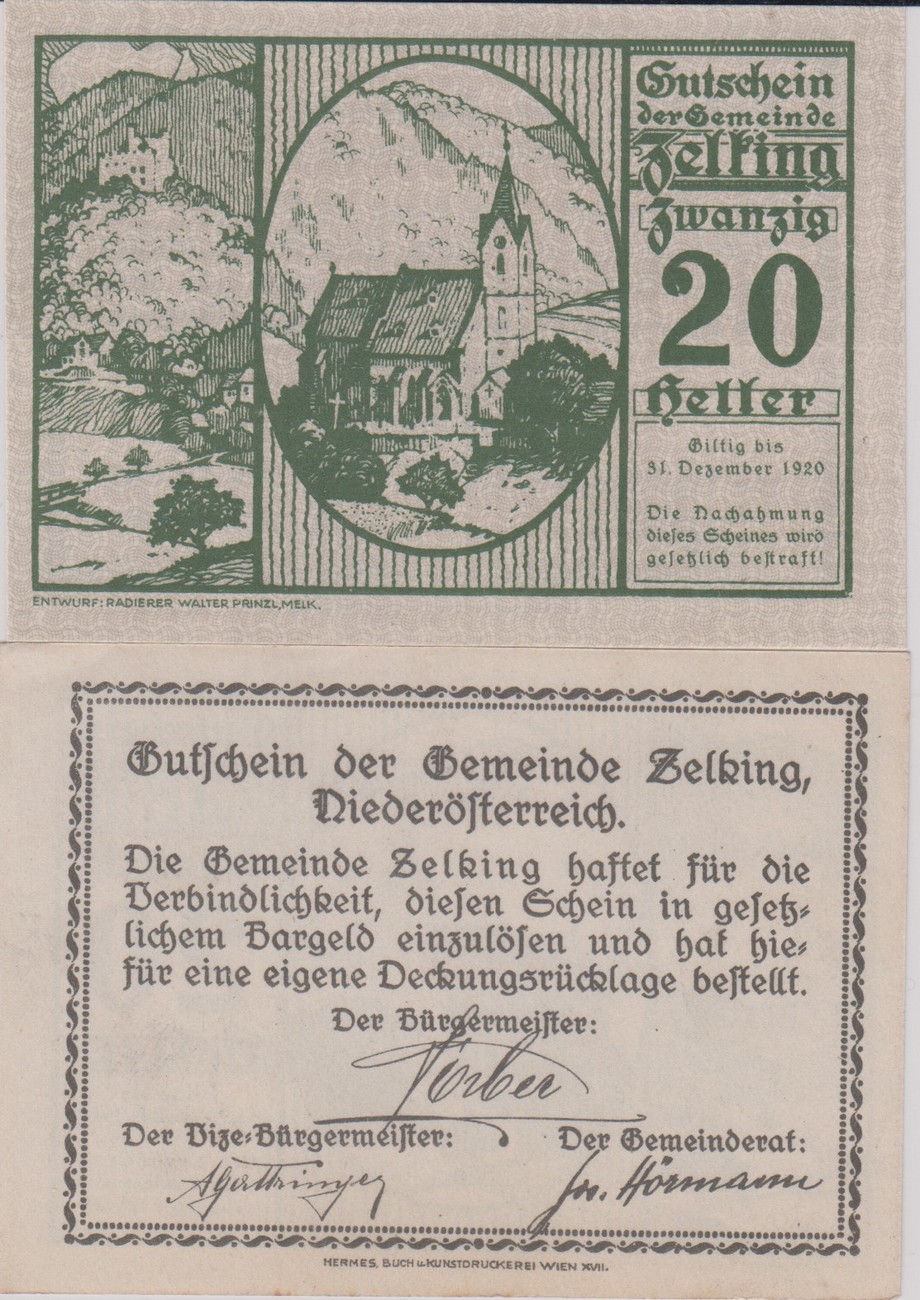 Gutschein
der Gemeinde
Zelking
Zwanzig
20
Heller
Giltig bis
31. Dezember 1920
Die Nachahmung
dieses Scheines wird
gesetzlich bestraft!
ENTWURF: RADIERER WALTER PRINZL, MELK.
Gutschein der Gemeinde Zelking,
Niederösterreich.
Die Gemeinde Zelking haftet für die
Verbindlichkeit, diesen Schein in gesetz-
lichem Bargeld einzulösen und hat hie-
für eine eigene Deckungsrücklage bestellt.
Der Bürgermeister:
Der Vize-Bürgermeister:
Der Gemeinderat:
Jos. Hörmann
HERMES, BUCH u. KUNSTDRUCKEREI WIEN XVII.